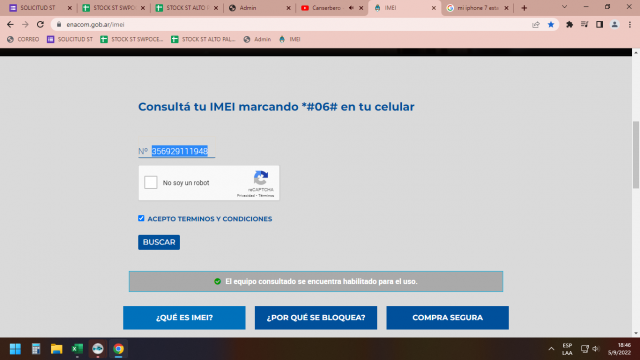 SOLICITUD ST
STOCK ST SWPO
STOCK ST ALTO
Admin
Canserbero
IMEI
mi iphone 7 est
enacom.gob.ar/imei
CORREO
SOLICITUD ST
STOCK ST SWPOCE...
STOCK ST ALTO PAL...
Admin
IMEI
Consultá tu IMEI marcando *#06# en tu celular
Nº 356929111948
No soy un robot
reCAPTCHA
Privacidad - Términos
ACEPTO TERMINOS Y CONDICIONES
BUSCAR
El equipo consultado se encuentra habilitado para el uso.
¿QUÉ ES IMEI?
¿POR QUÉ SE BLOQUEA?
COMPRA SEGURA
ESP
LAA
18:46
5/9/2022